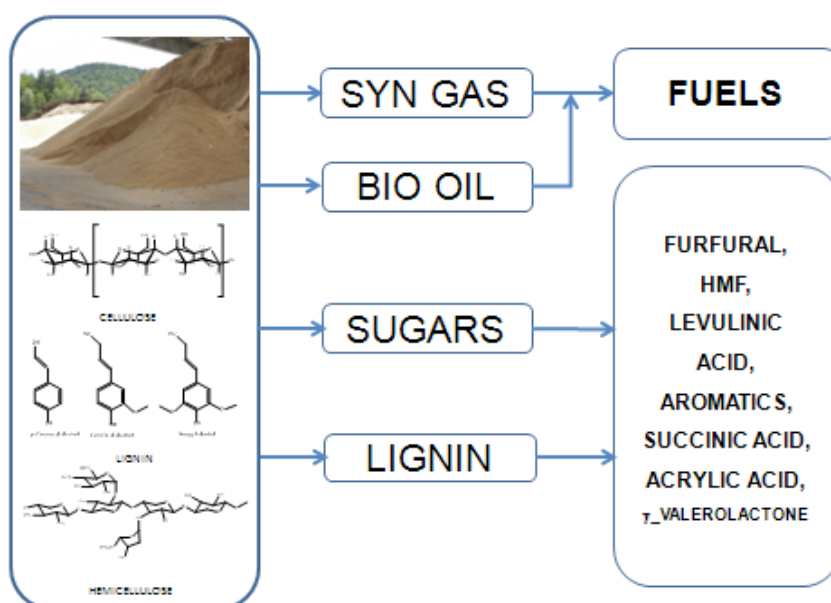 SYN GAS
FUELS
BIO OIL
CELLULOSE
SUGARS
FURFURAL,
HMF,
LEVULINIC
ACID,
AROMATICS,
SUCCINIC ACID,
ACRYLIC ACID,
γ_VALEROLACTONE
LIGNIN
LIGNIN
HEMICELLULOSE